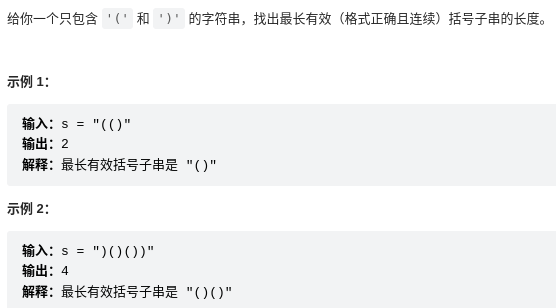 给你一个只包含 '(' 和 ')' 的字符串，找出最长有效（格式正确且连续）括号子串的长度。
示例 1：
输入：s = "(()"
输出：2
解释：最长有效括号子串是 "()"
示例 2：
输入：s = ")()())"
输出：4
解释：最长有效括号子串是 "()()"